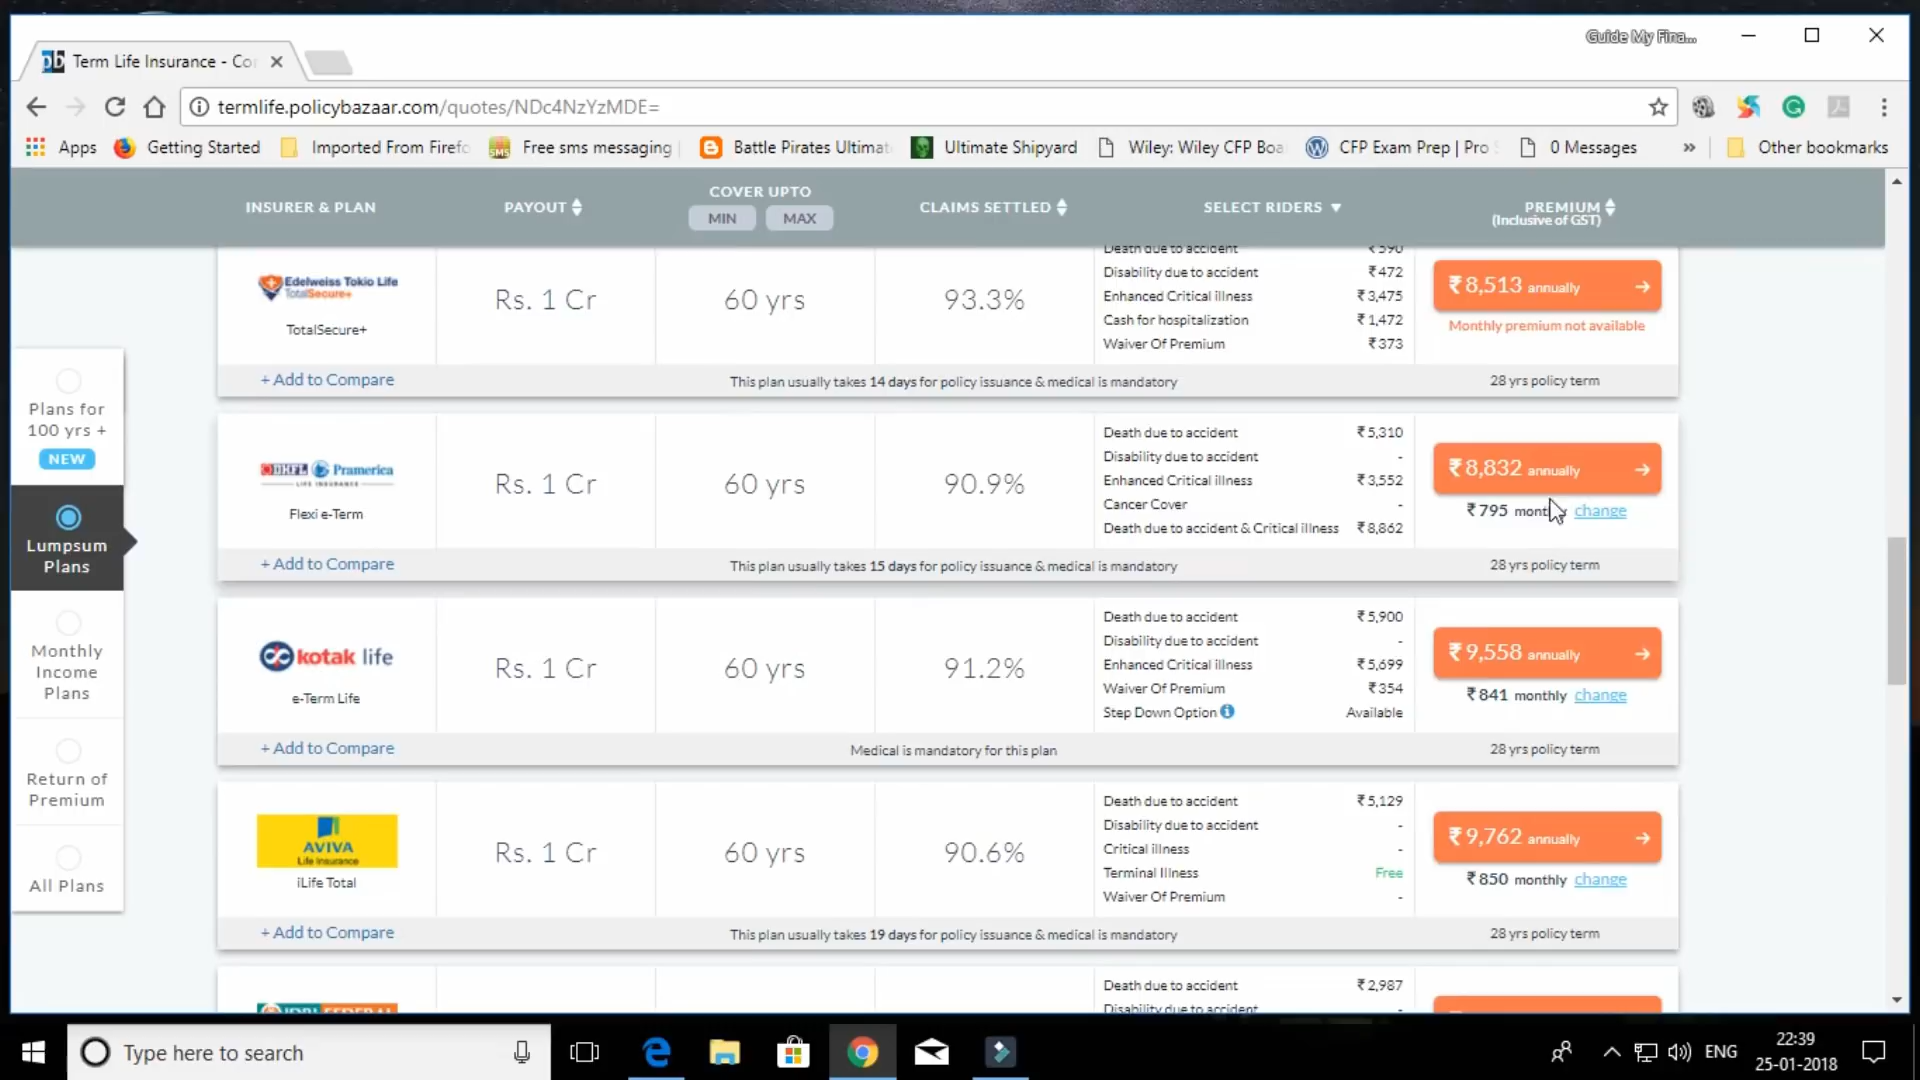 Guide My Fina...
Term Life Insurance - Co
termlife.policybazaar.com/quotes/NDc4NzYzMDE=
Apps Getting Started Imported From Firefo Free sms messaging Battle Pirates Ultimat Ultimate Shipyard Wiley: Wiley CFP Boa CFP Exam Prep | Pro 0 Messages » Other bookmarks
INSURER & PLAN PAYOUT COVER UPTO MIN MAX CLAIMS SETTLED SELECT RIDERS PREMIUM
(Inclusive of GST)
Death due to accident ₹590
Edelweiss Tokio Life
TotalSecure+
TotalSecure+
Rs. 1 Cr 60 yrs 93.3%
Disability due to accident ₹472
Enhanced Critical illness ₹3,475
Cash for hospitalization ₹1,472
Waiver Of Premium ₹373
₹8,513 annually
Monthly premium not available
+ Add to Compare This plan usually takes 14 days for policy issuance & medical is mandatory 28 yrs policy term
DHFL Pramerica
LIFE INSURANCE
Flexi e-Term
Rs. 1 Cr 60 yrs 90.9%
Death due to accident ₹5,310
Disability due to accident -
Enhanced Critical illness ₹3,552
Cancer Cover -
Death due to accident & Critical illness ₹8,862
₹8,832 annually
₹795 change
+ Add to Compare This plan usually takes 15 days for policy issuance & medical is mandatory 28 yrs policy term
kotak life
e-Term Life
Rs. 1 Cr 60 yrs 91.2%
Death due to accident ₹5,900
Disability due to accident -
Enhanced Critical illness ₹5,699
Waiver Of Premium ₹354
Step Down Option Available
₹9,558 annually
₹841 monthly change
+ Add to Compare Medical is mandatory for this plan 28 yrs policy term
AVIVA
Life Insurance
iLife Total
Rs. 1 Cr 60 yrs 90.6%
Death due to accident ₹5,129
Disability due to accident -
Critical illness -
Terminal Illness Free
Waiver Of Premium -
₹9,762 annually
₹850 monthly change
+ Add to Compare This plan usually takes 19 days for policy issuance & medical is mandatory 28 yrs policy term
Death due to accident ₹2,987
Disability due to accident
Plans for
100 yrs +
NEW
Lumpsum
Plans
Monthly
Income
Plans
Return of
Premium
All Plans
Type here to search
ENG
22:39
25-01-2018